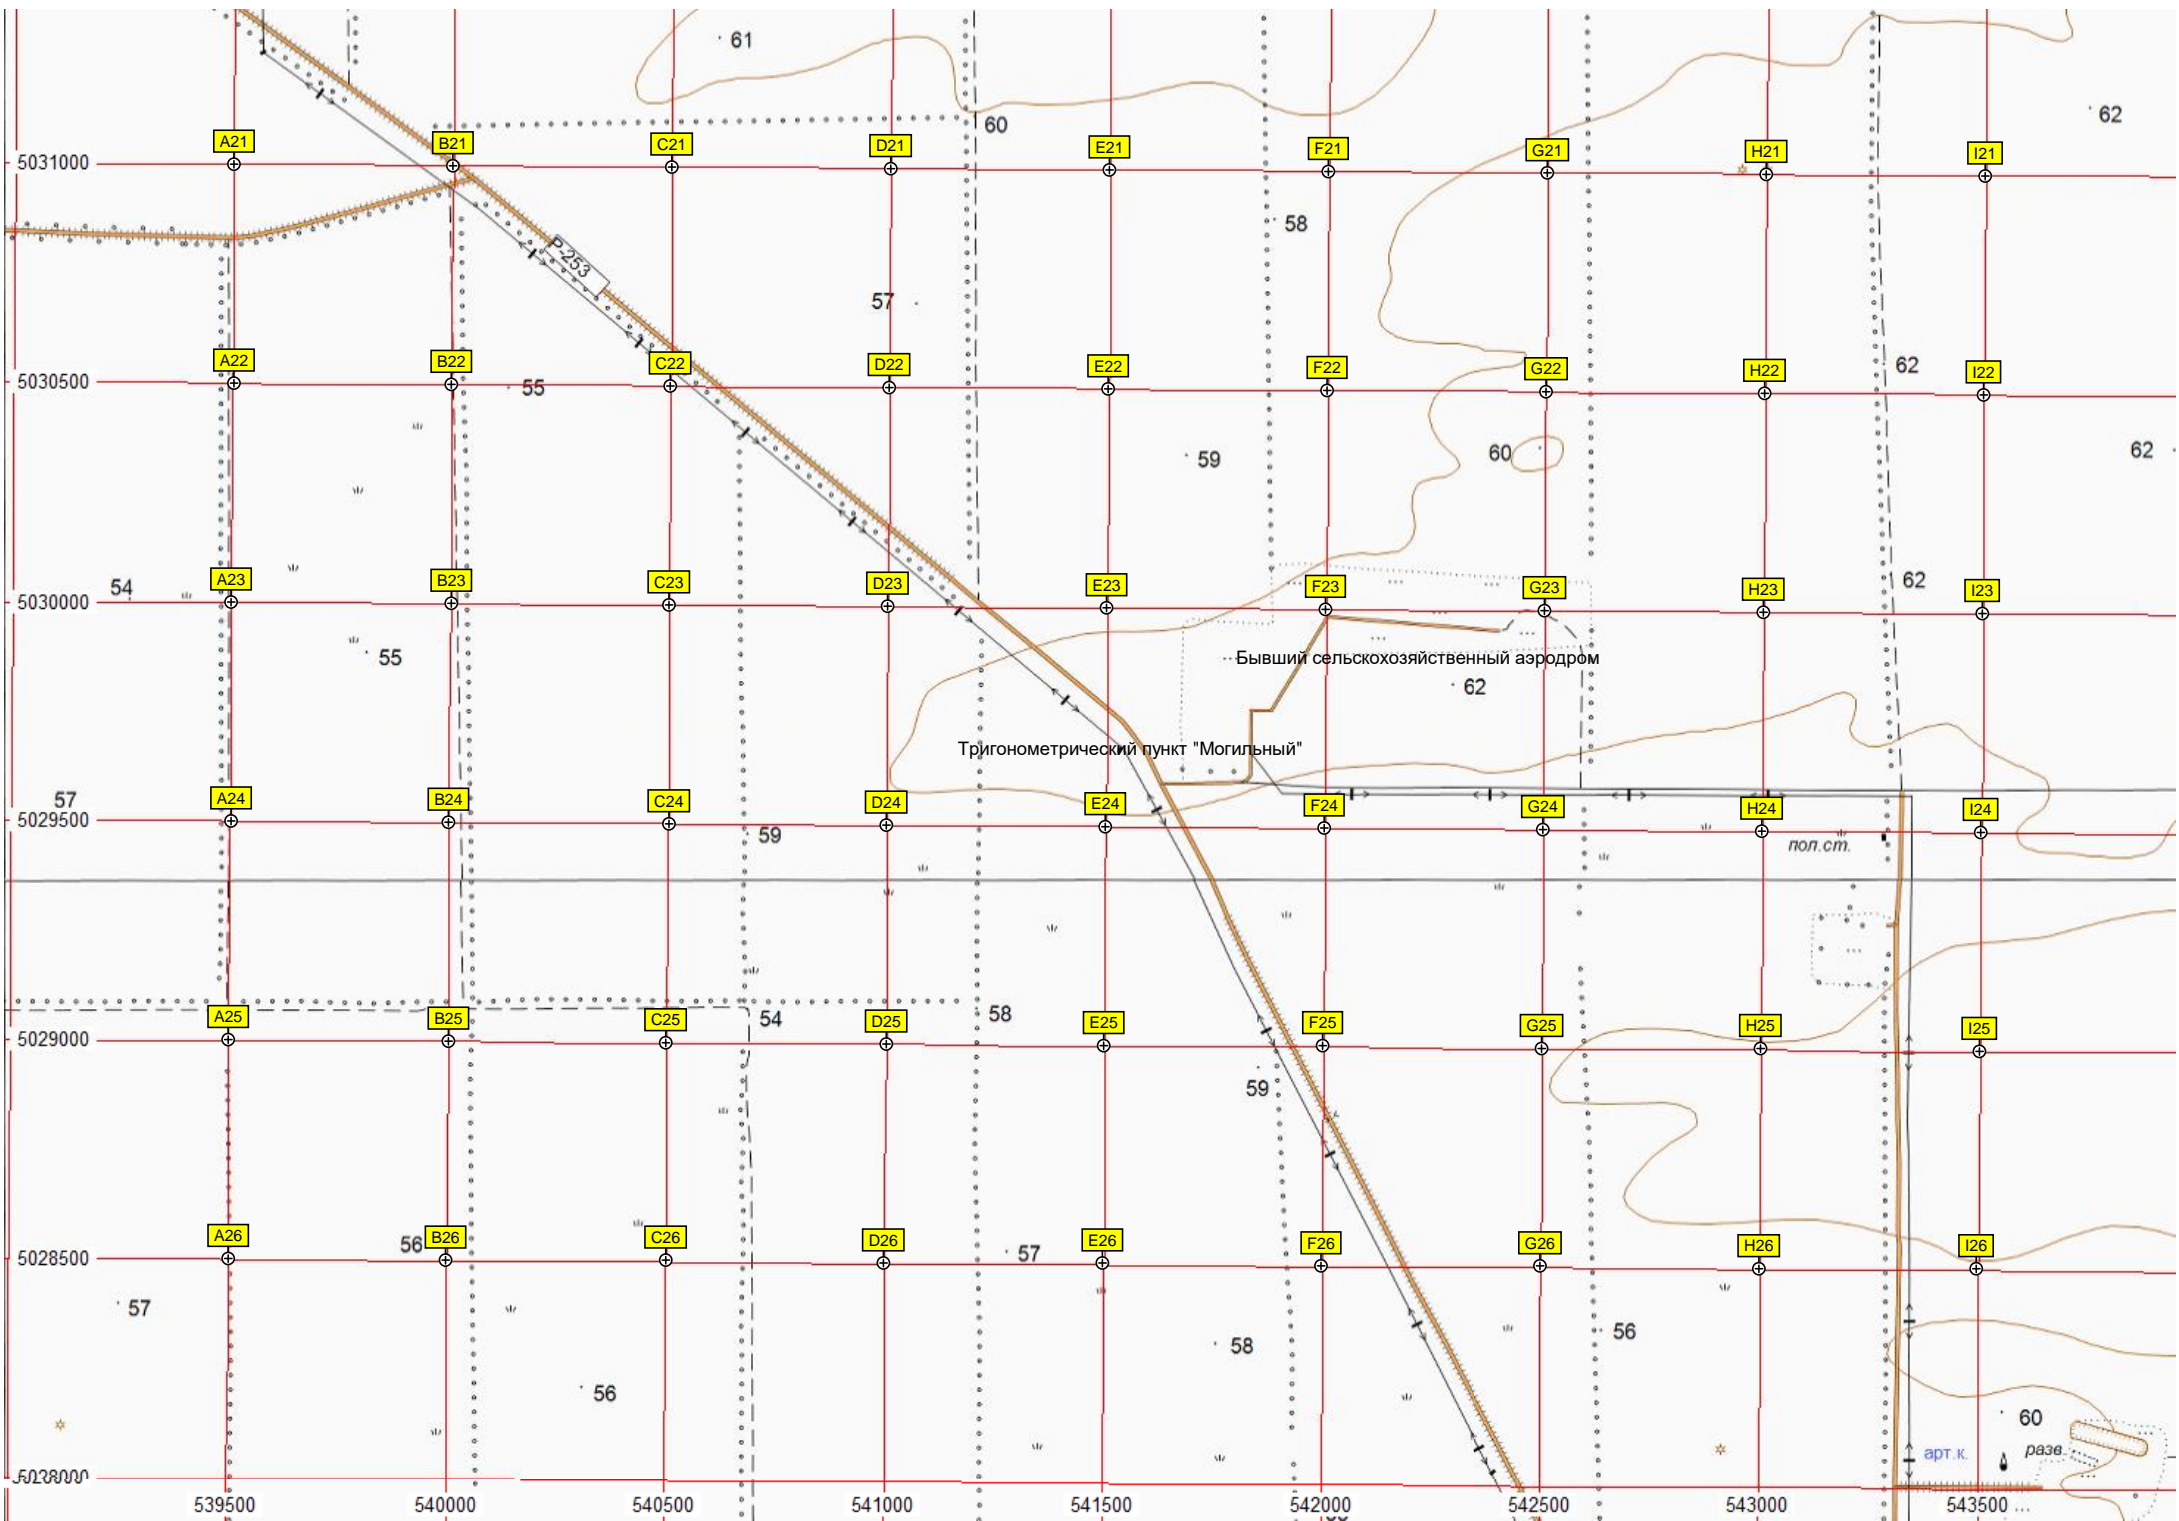 61
62
60
A21 B21 C21 D21 E21 F21 G21 H21 I21
5031000
58
P-253
57
A22 B22 C22 D22 E22 F22 G22 H22 I22
62
5030500
55
59
60
62
A23 B23 C23 D23 E23 F23 G23 H23 I23
62
54
5030000
55
Бывший сельскохозяйственный аэродром
62
Тригонометрический пункт "Могильный"
A24 B24 C24 D24 E24 F24 G24 H24 I24
57
5029500
59
пол.ст.
A25 B25 C25 D25 E25 F25 G25 H25 I25
54
58
5029000
59
A26 B26 C26 D26 E26 F26 G26 H26 I26
56
57
5028500
57
56
58
56
60
арт.к.
разв.
539500 540000 540500 541000 541500 542000 542500 543000 543500